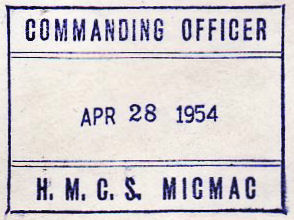 COMMANDING OFFICER
APR 28 1954
H. M. C. S. MICMAC